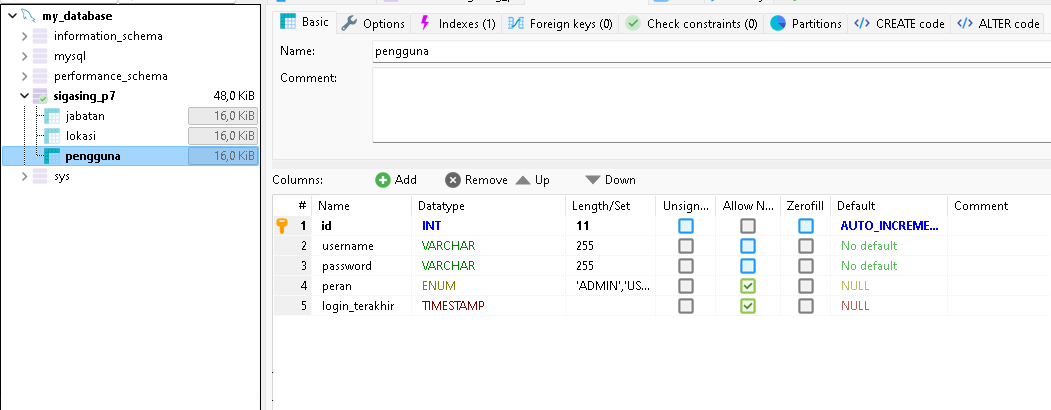 my_database
information_schema
mysql
performance_schema
sigasing_p7 48,0 KiB
jabatan 16,0 KiB
lokasi 16,0 KiB
pengguna 16,0 KiB
sys
Basic Options Indexes (1) Foreign keys (0) Check constraints (0) Partitions CREATE code ALTER code
Name: pengguna
Comment:
Columns: Add Remove Up Down
# Name Datatype Length/Set Unsign... Allow N... Zerofill Default Comment
1 id INT 11 AUTO_INCREME...
2 username VARCHAR 255 No default
3 password VARCHAR 255 No default
4 peran ENUM 'ADMIN','US... NULL
5 login_terakhir TIMESTAMP NULL